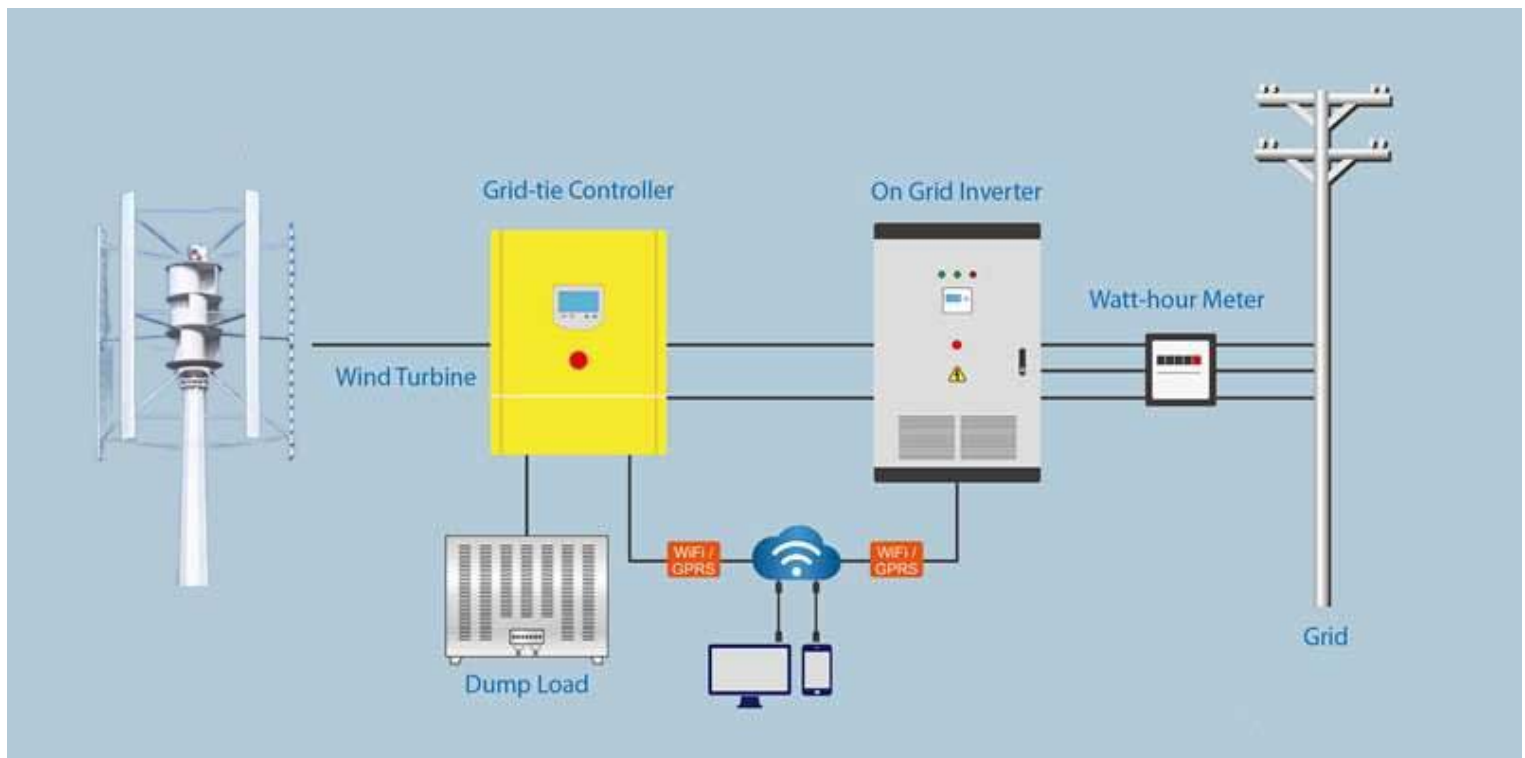 Grid-tie Controller
On Grid Inverter
Watt-hour Meter
Wind Turbine
WiFi /
GPRS
WiFi /
GPRS
Grid
Dump Load